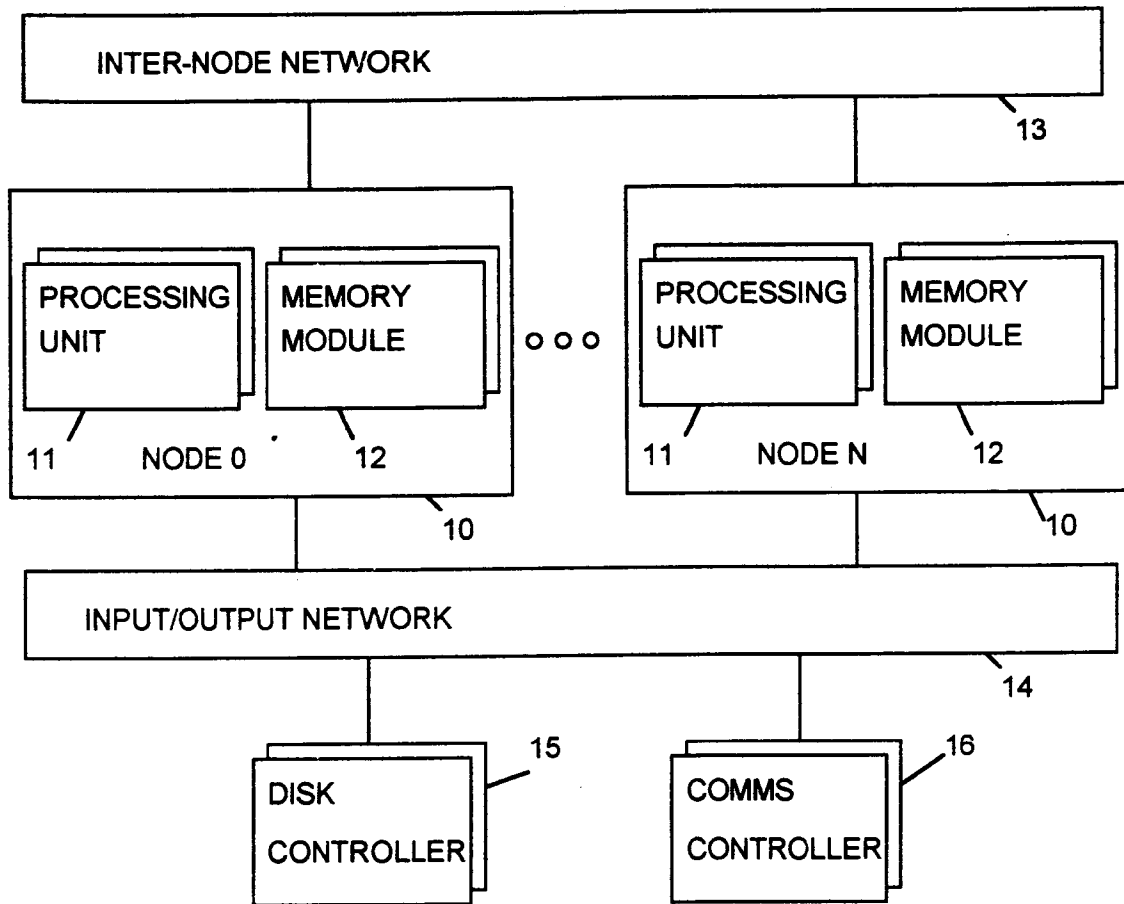 INTER-NODE NETWORK
13
PROCESSING UNIT
MEMORY MODULE
11
NODE 0
12
10
PROCESSING UNIT
MEMORY MODULE
11
NODE N
12
10
INPUT/OUTPUT NETWORK
14
DISK CONTROLLER
15
COMMS CONTROLLER
16